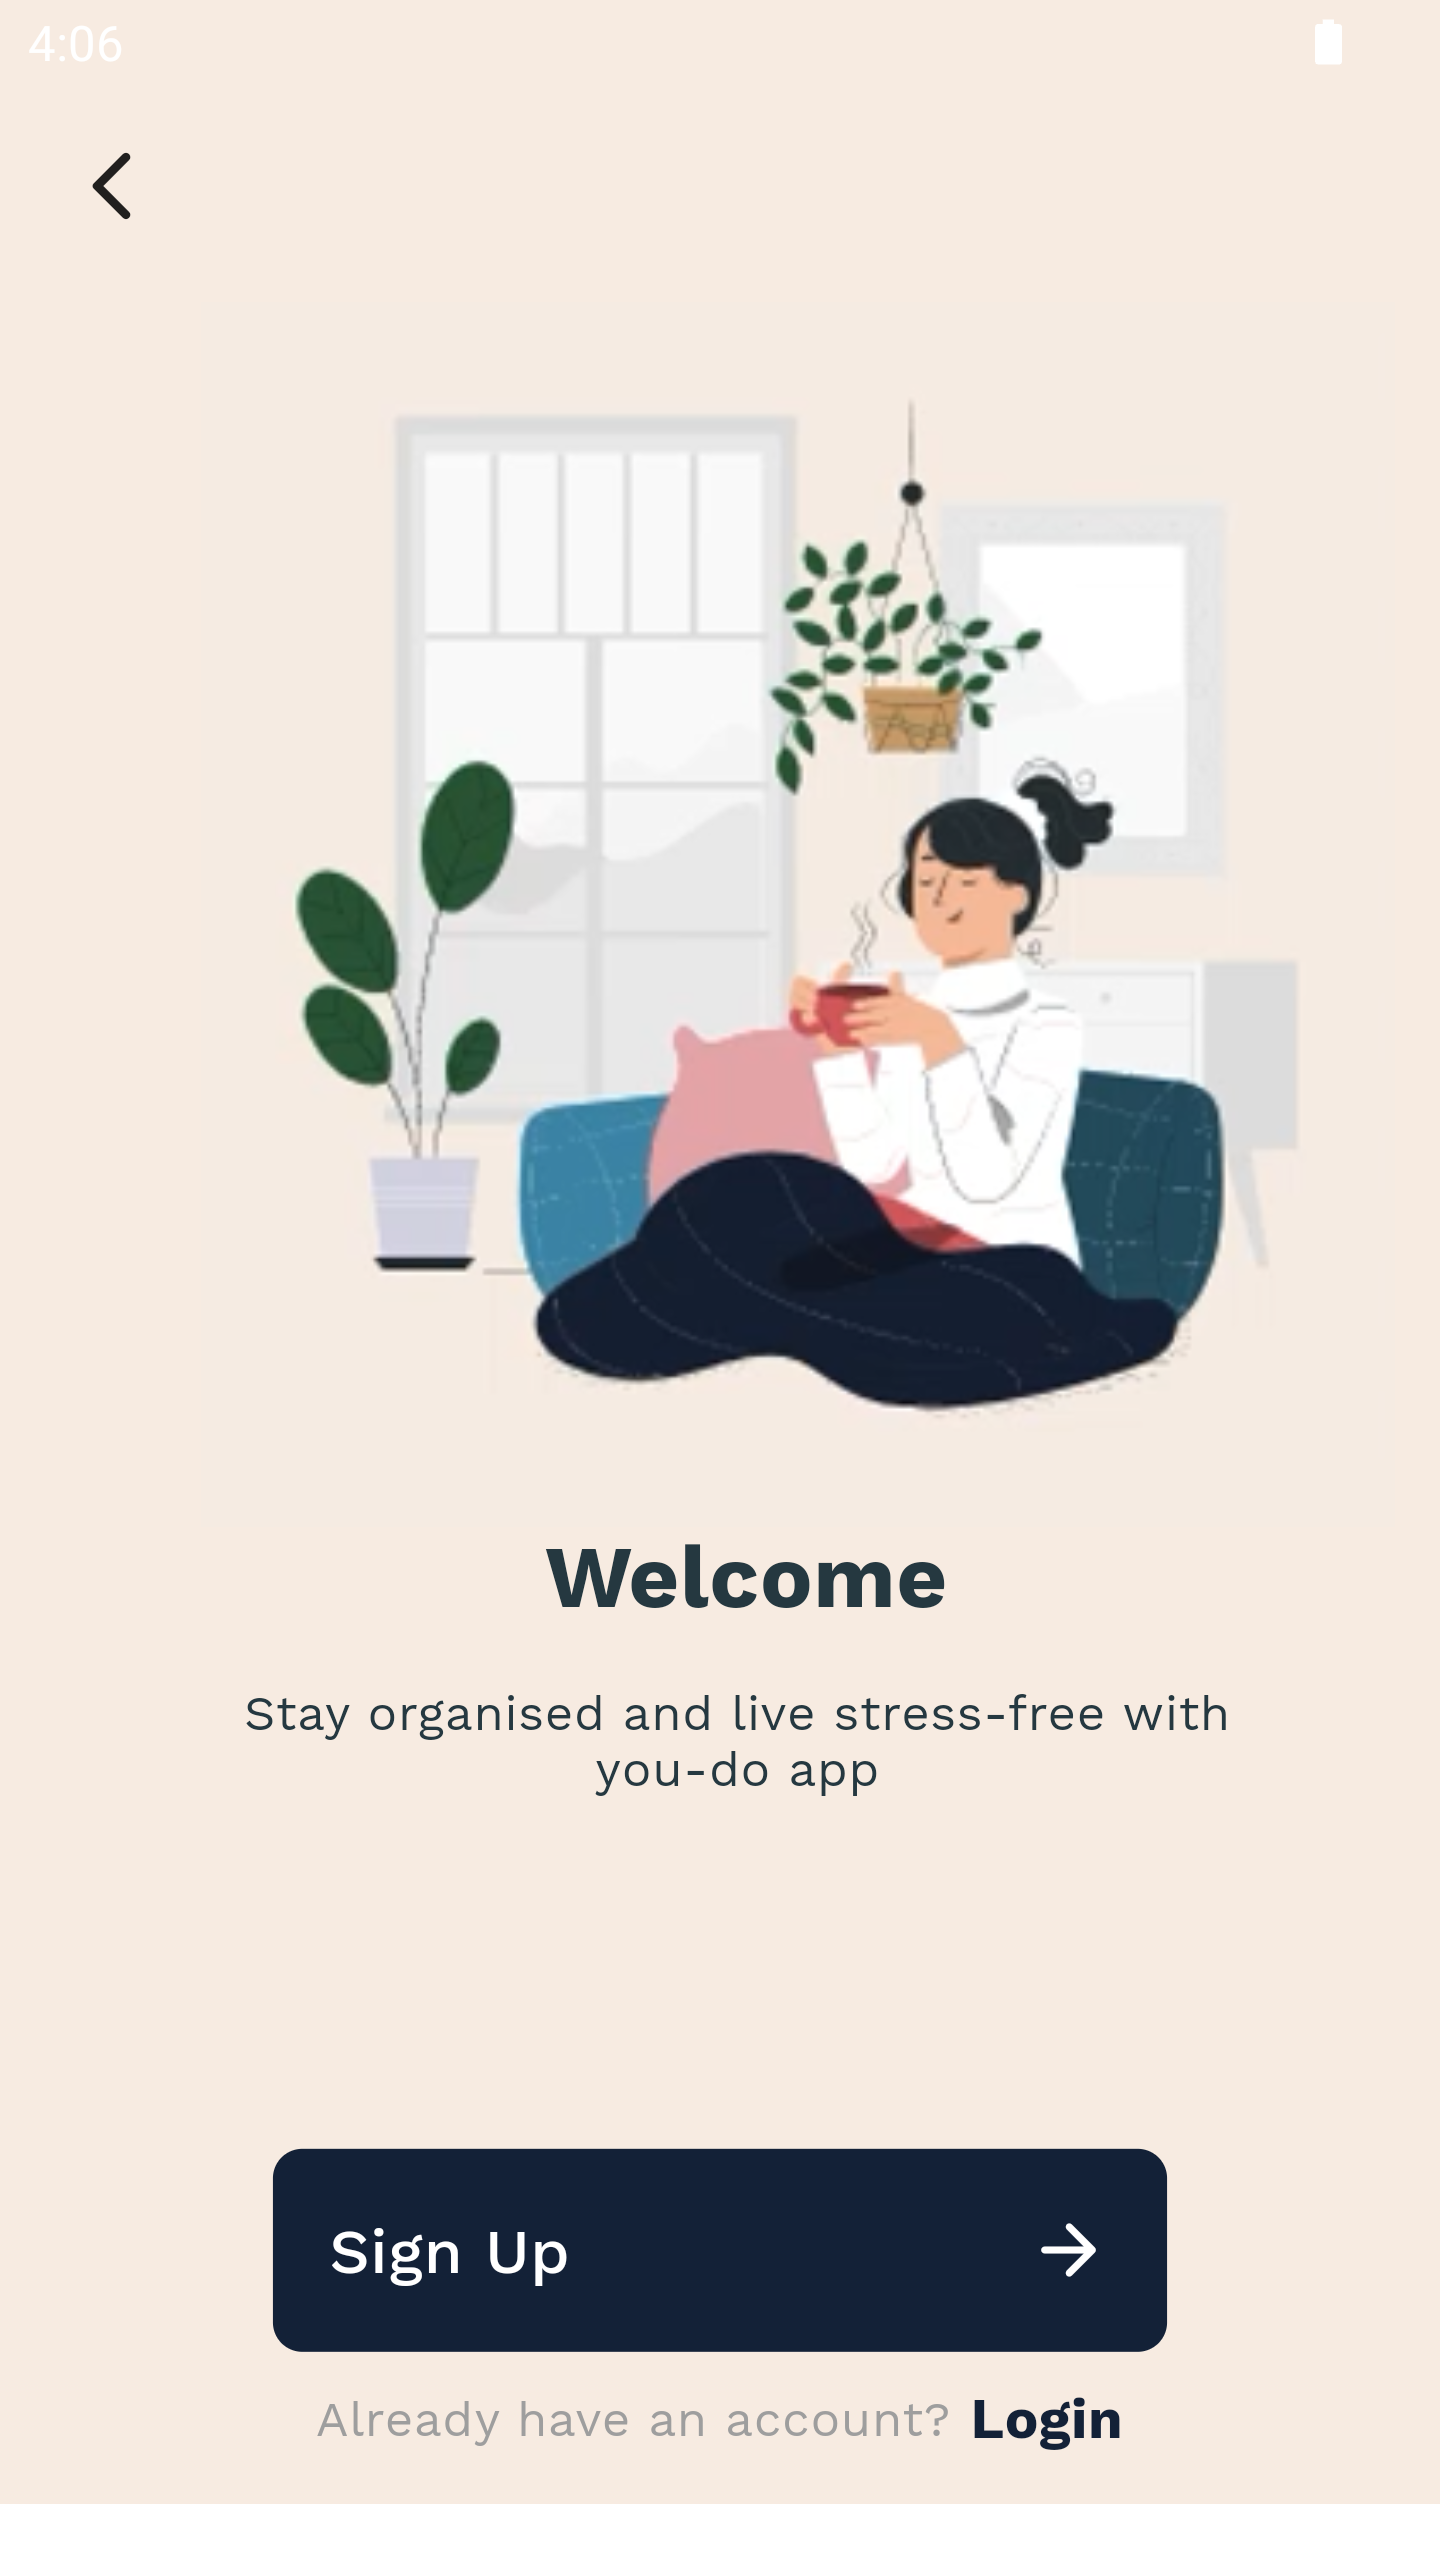 4:06
Welcome
Stay organised and live stress-free with
you-do app
Sign Up
Already have an account? Login